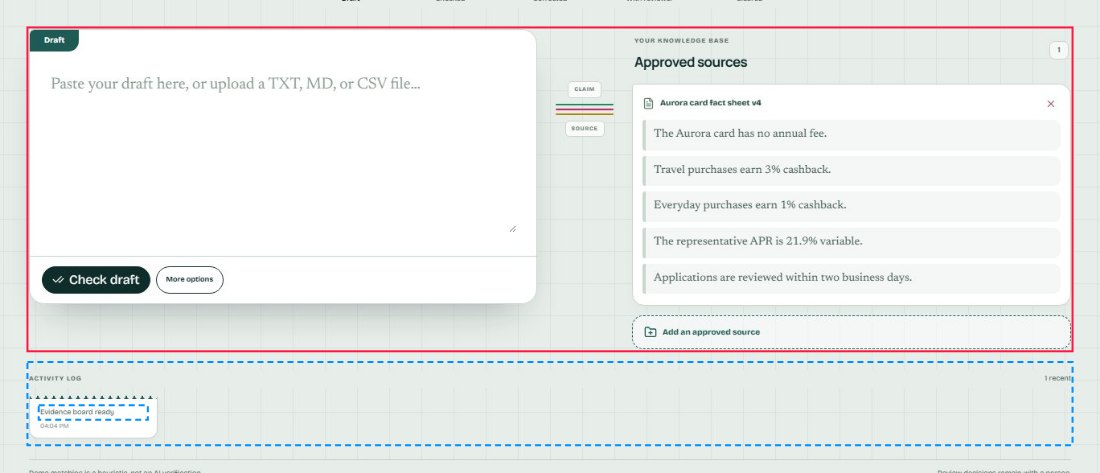 Draft
Paste your draft here, or upload a TXT, MD, or CSV file...
Check draft
More options
CLAIM
SOURCE
YOUR KNOWLEDGE BASE
1
Approved sources
Aurora card fact sheet v4
The Aurora card has no annual fee.
Travel purchases earn 3% cashback.
Everyday purchases earn 1% cashback.
The representative APR is 21.9% variable.
Applications are reviewed within two business days.
Add an approved source
ACTIVITY LOG
1 recent
Evidence board ready
04:04 PM